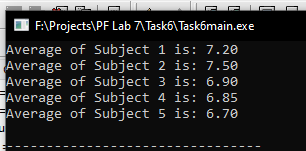 F:\Projects\PF Lab 7\Task6\Task6main.exe
Average of Subject 1 is: 7.20
Average of Subject 2 is: 7.50
Average of Subject 3 is: 6.90
Average of Subject 4 is: 6.85
Average of Subject 5 is: 6.70
--------------------------------